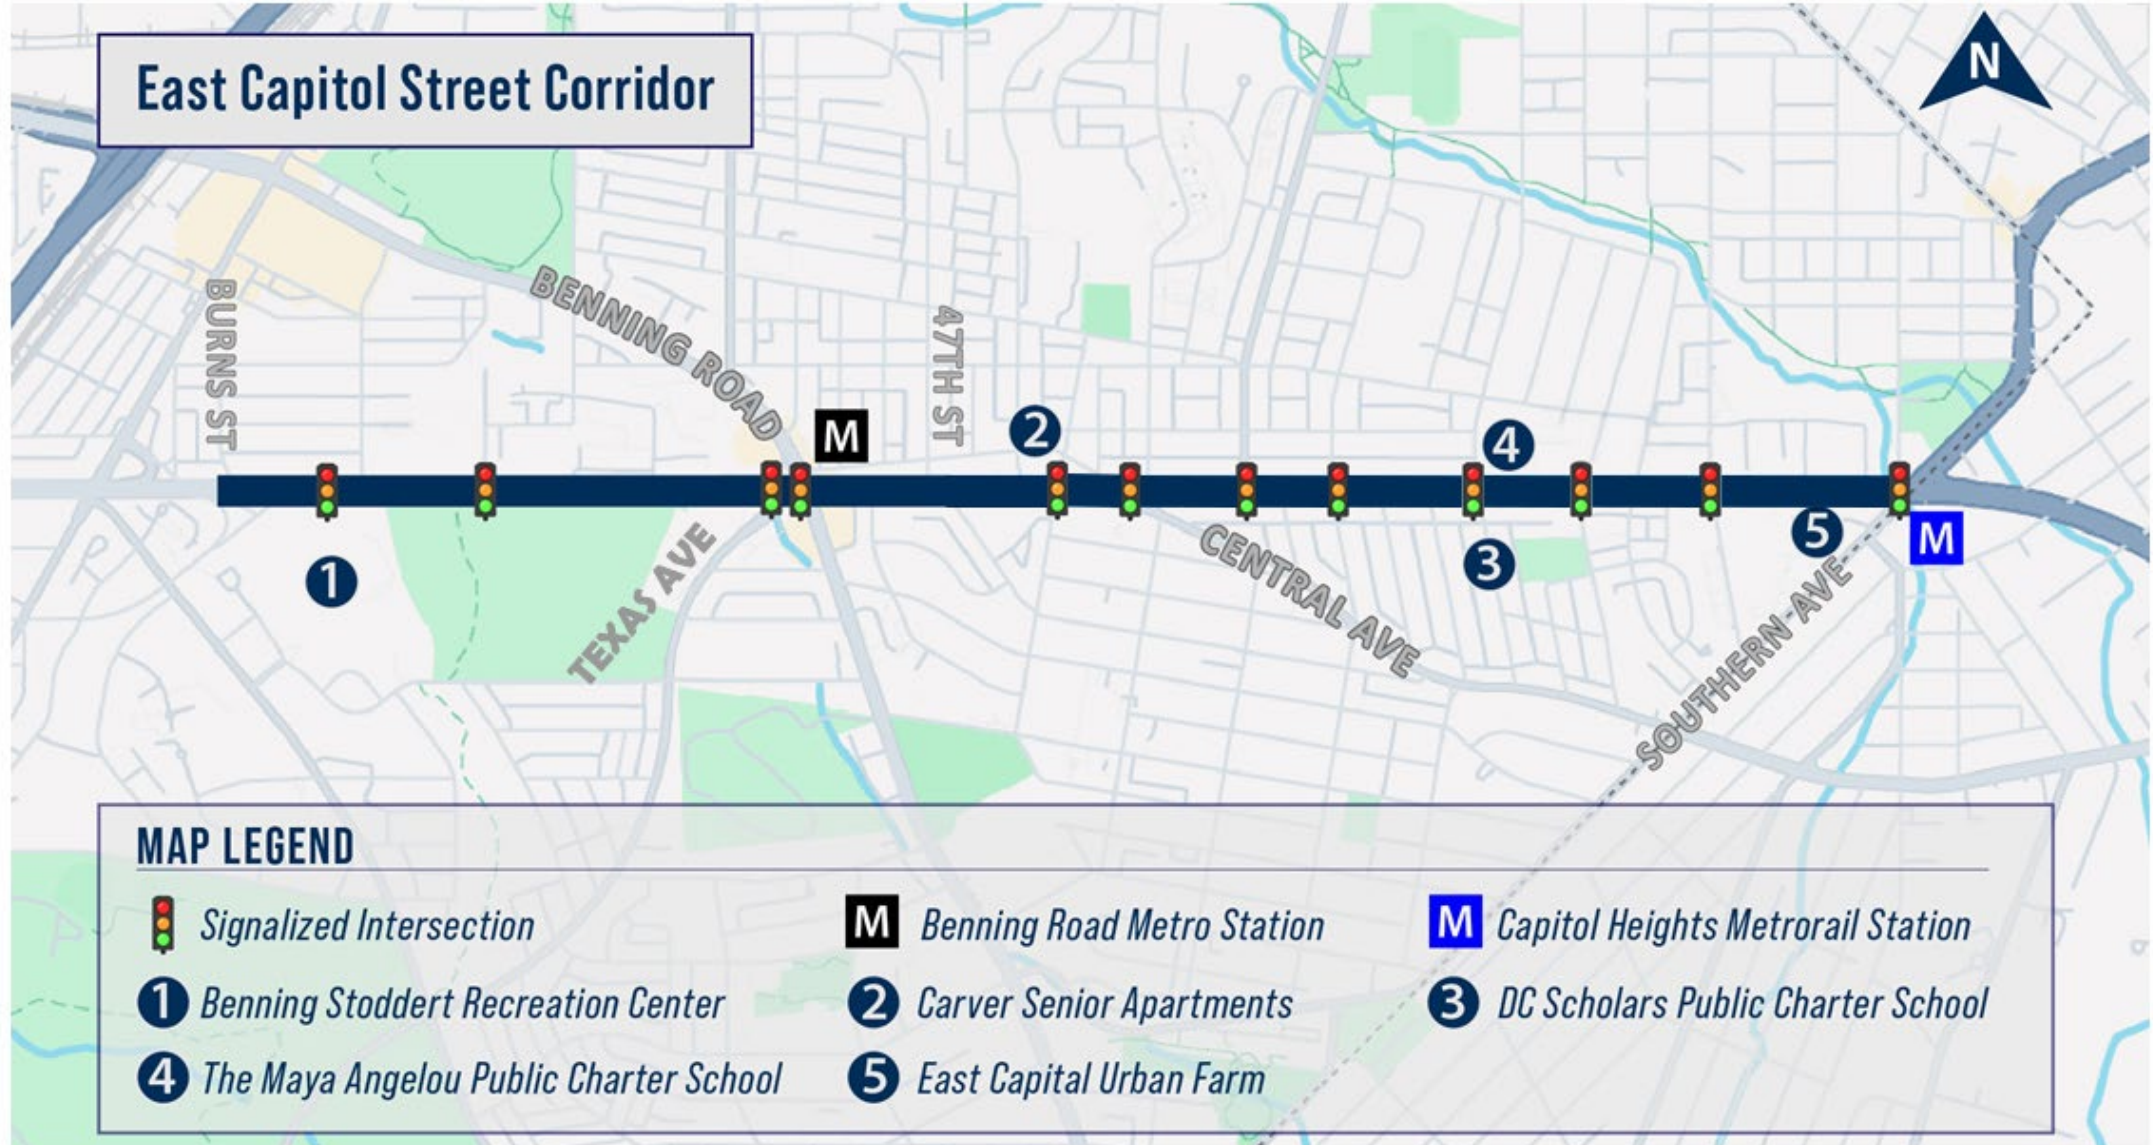 East Capitol Street Corridor
N
BURNS ST
BENNING ROAD
M
47TH ST
2
4
1
TEXAS AVE
CENTRAL AVE
3
5
M
SOUTHERN AVE
MAP LEGEND
Signalized Intersection
M Benning Road Metro Station
M Capitol Heights Metrorail Station
1 Benning Stoddert Recreation Center
2 Carver Senior Apartments
3 DC Scholars Public Charter School
4 The Maya Angelou Public Charter School
5 East Capital Urban Farm